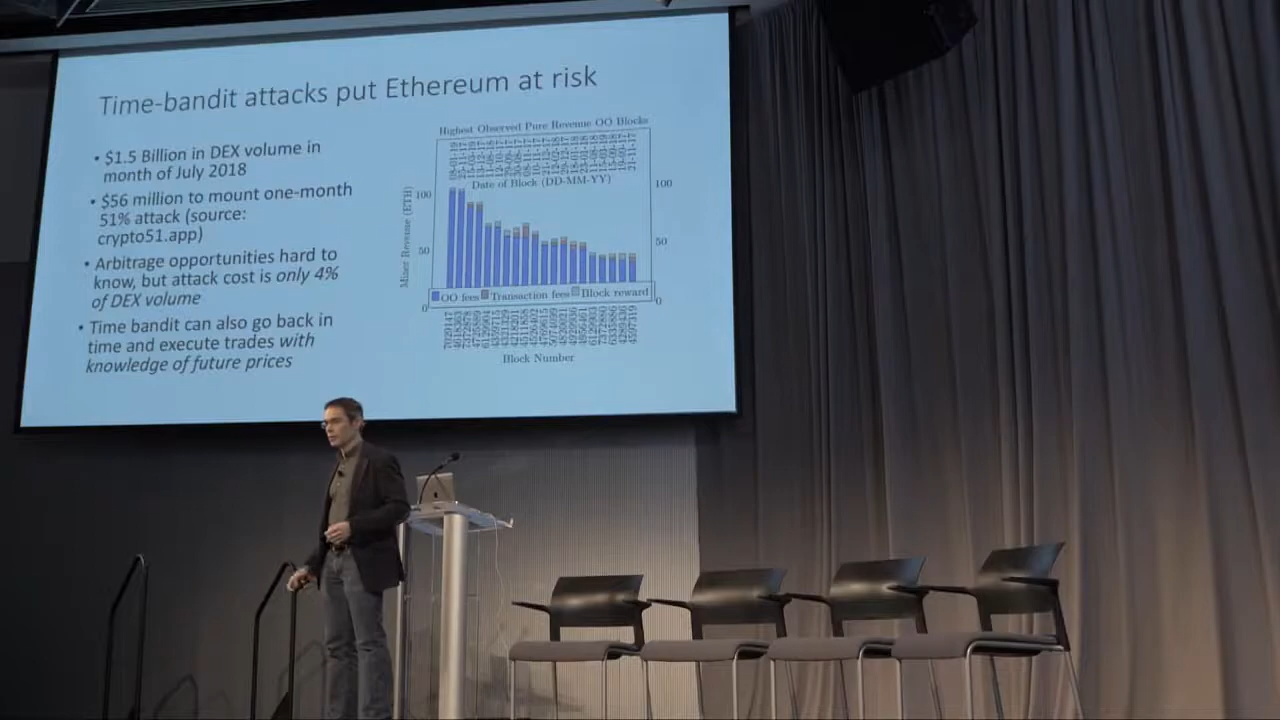 Time-bandit attacks put Ethereum at risk
• $1.5 Billion in DEX volume in
month of July 2018
• $56 million to mount one-month
51% attack (source:
crypto51.app)
• Arbitrage opportunities hard to
know, but attack cost is only 4%
of DEX volume
• Time bandit can also go back in
time and execute trades with
knowledge of future prices
Highest Observed Pure Revenue OO Blocks
Date of Block (DD-MM-YY)
Miner Revenue (ETH)
100
50
0
100
50
0
OO fees Transaction fees Block reward
Block Number